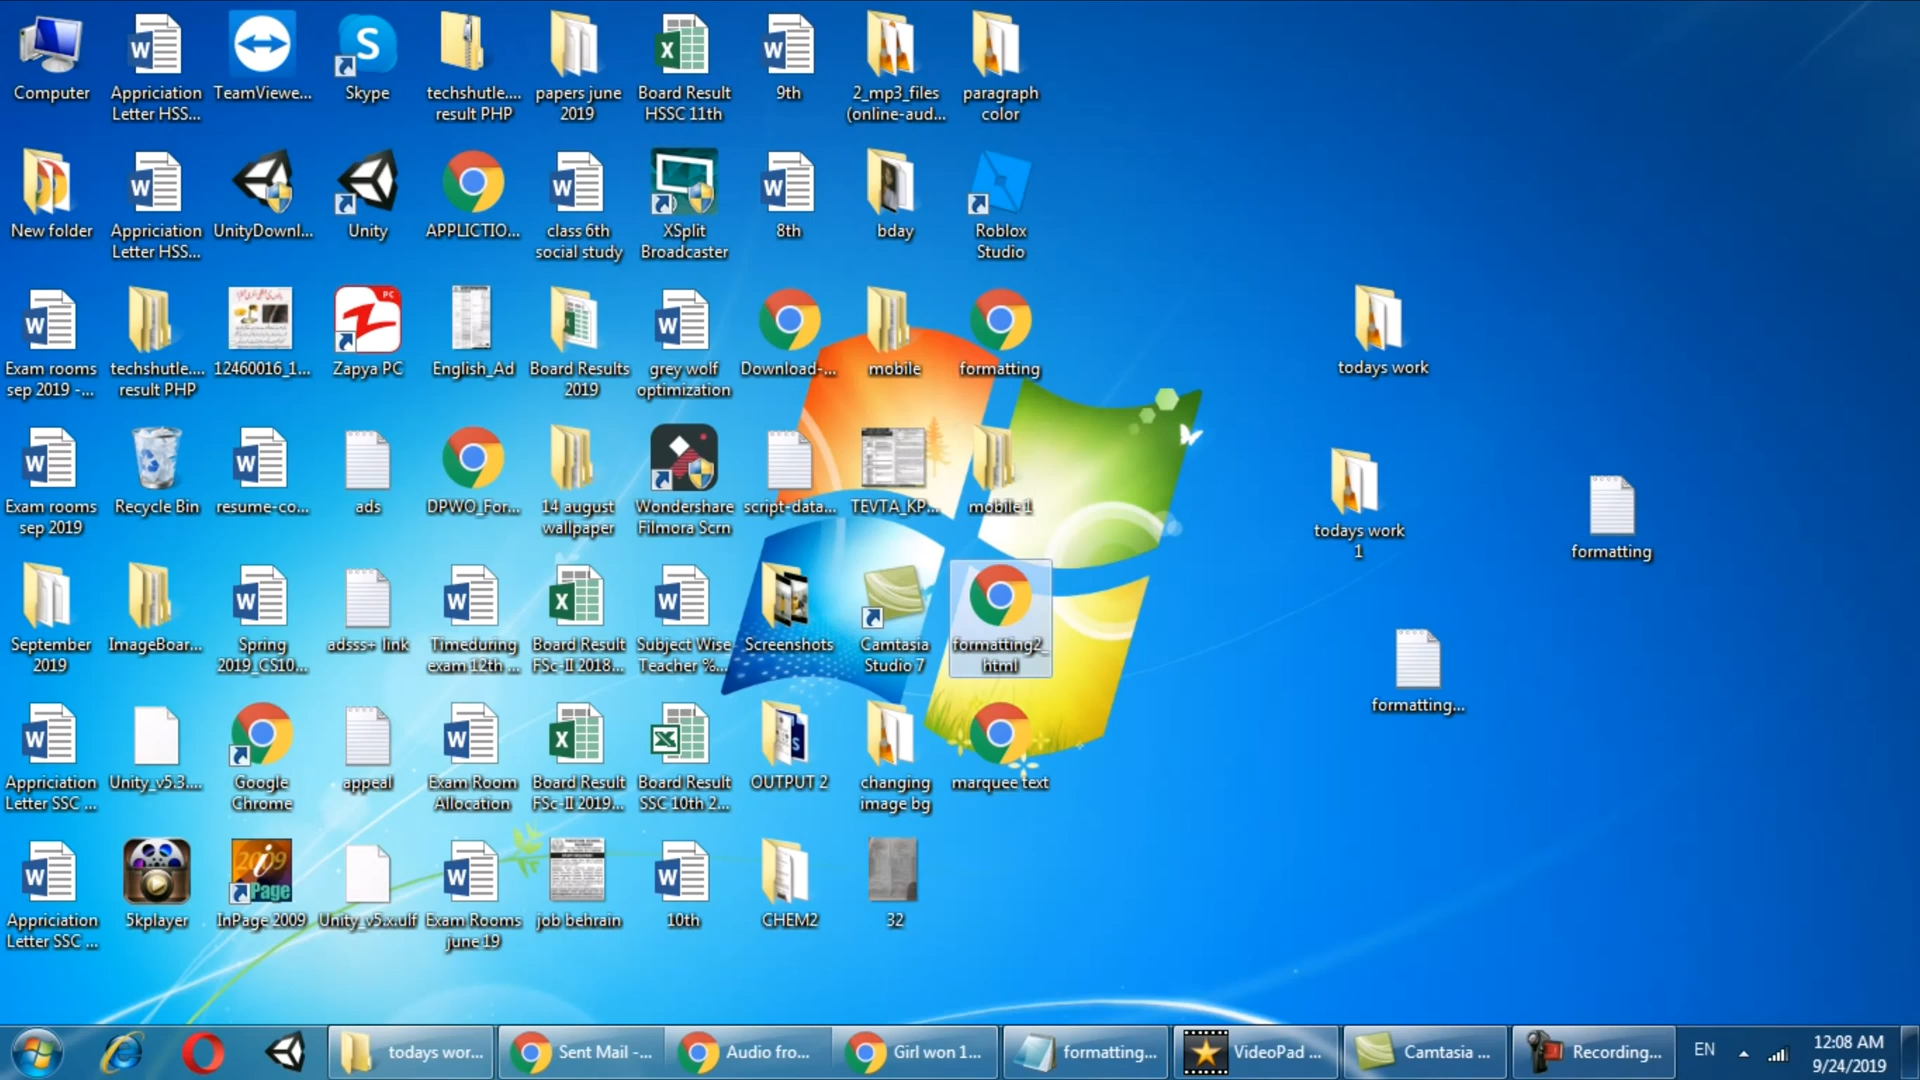 Computer
Appriciation
Letter HSS...
TeamViewe...
Skype
techshutle....
result PHP
papers june
2019
Board Result
HSSC 11th
9th
2_mp3_files
(online-aud...
paragraph
color
New folder
Appriciation
Letter HSS...
UnityDownl...
Unity
APPLICTIO...
class 6th
social study
XSplit
Broadcaster
8th
bday
Roblox
Studio
Exam rooms
sep 2019 -...
techshutle....
result PHP
12460016_1...
PC
Zapya PC
English_Ad
Board Results
2019
grey wolf
optimization
Download-...
mobile
formatting
todays work
Exam rooms
sep 2019
Recycle Bin
resume-co...
ads
DPWO_For...
14 august
wallpaper
Wondershare
Filmora Scrn
script-data...
TEVTA_KP...
mobile 1
todays work
1
formatting
September
2019
ImageBoar...
Spring
2019_CS10...
adsss+ link
Timeduring
exam 12th ...
Board Result
FSc-II 2018...
Subject Wise
Teacher %...
Screenshots
Camtasia
Studio 7
formatting2_
html
formatting...
Appriciation
Letter SSC ...
Unity_v5.3....
Google
Chrome
appeal
Exam Room
Allocation
Board Result
FSc-II 2019...
Board Result
SSC 10th 2...
OUTPUT 2
changing
image bg
marquee text
Appriciation
Letter SSC ...
5kplayer
2009
Page
InPage 2009
Unity_v5.x.ulf
Exam Rooms
june 19
job behrain
10th
CHEM2
32
todays wor...
Sent Mail -...
Audio fro...
Girl won 1...
formatting...
VideoPad ...
Camtasia ...
Recording...
EN
12:08 AM
9/24/2019